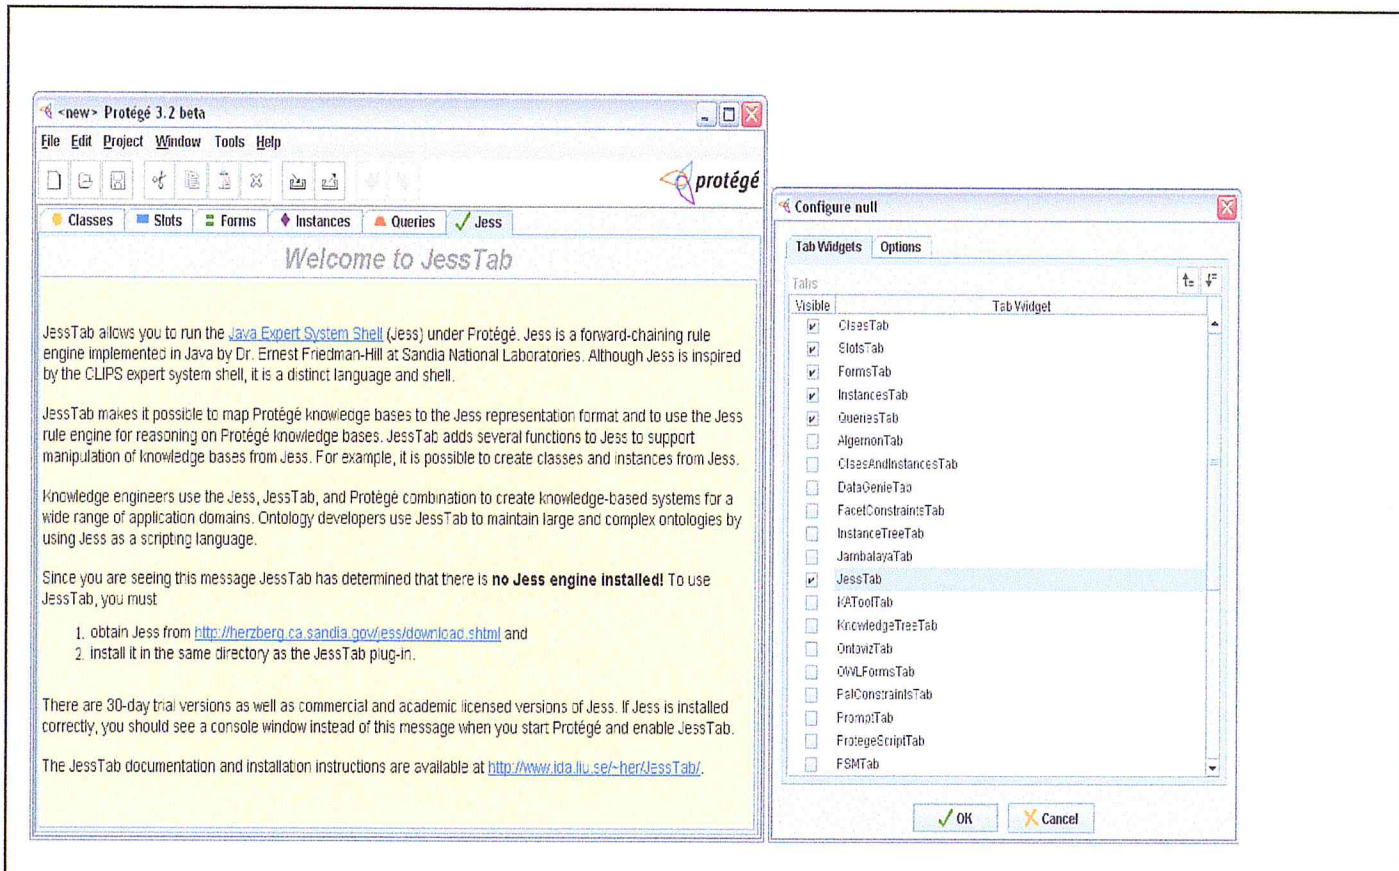 <new> Protégé 3.2 beta
File Edit Project Window Tools Help
protégé
Classes Slots Forms Instances Queries Jess
Welcome to JessTab
JessTab allows you to run the Java Expert System Shell (Jess) under Protégé. Jess is a forward-chaining rule
engine implemented in Java by Dr. Ernest Friedman-Hill at Sandia National Laboratories. Although Jess is inspired
by the CLIPS expert system shell, it is a distinct language and shell.
JessTab makes it possible to map Protégé knowledge bases to the Jess representation format and to use the Jess
rule engine for reasoning on Protégé knowledge bases. JessTab adds several functions to Jess to support
manipulation of knowledge bases from Jess. For example, it is possible to create classes and instances from Jess.
Knowledge engineers use the Jess, JessTab, and Protégé combination to create knowledge-based systems for a
wide range of application domains. Ontology developers use JessTab to maintain large and complex ontologies by
using Jess as a scripting language.
Since you are seeing this message JessTab has determined that there is no Jess engine installed! To use
JessTab, you must
1. obtain Jess from http://herzberg.ca.sandia.gov/jess/download.shtml and
2. install it in the same directory as the JessTab plug-in.
There are 30-day trial versions as well as commercial and academic licensed versions of Jess. If Jess is installed
correctly, you should see a console window instead of this message when you start Protégé and enable JessTab.
The JessTab documentation and installation instructions are available at http://www.ida.liu.se/~her/JessTab/.
Configure null
Tab Widgets Options
Tabs
Visible Tab Widget
ClsesTab
SlotsTab
FormsTab
InstancesTab
QueriesTab
AlgernonTab
ClsesAndInstancesTab
DataGenieTab
FacetConstraintsTab
InstanceTreeTab
JambalayaTab
JessTab
KAToolTab
KnowledgeTreeTab
OntovizTab
OWLFormsTab
PalConstraintsTab
PromptTab
ProtegeScriptTab
PSMTab
OK Cancel